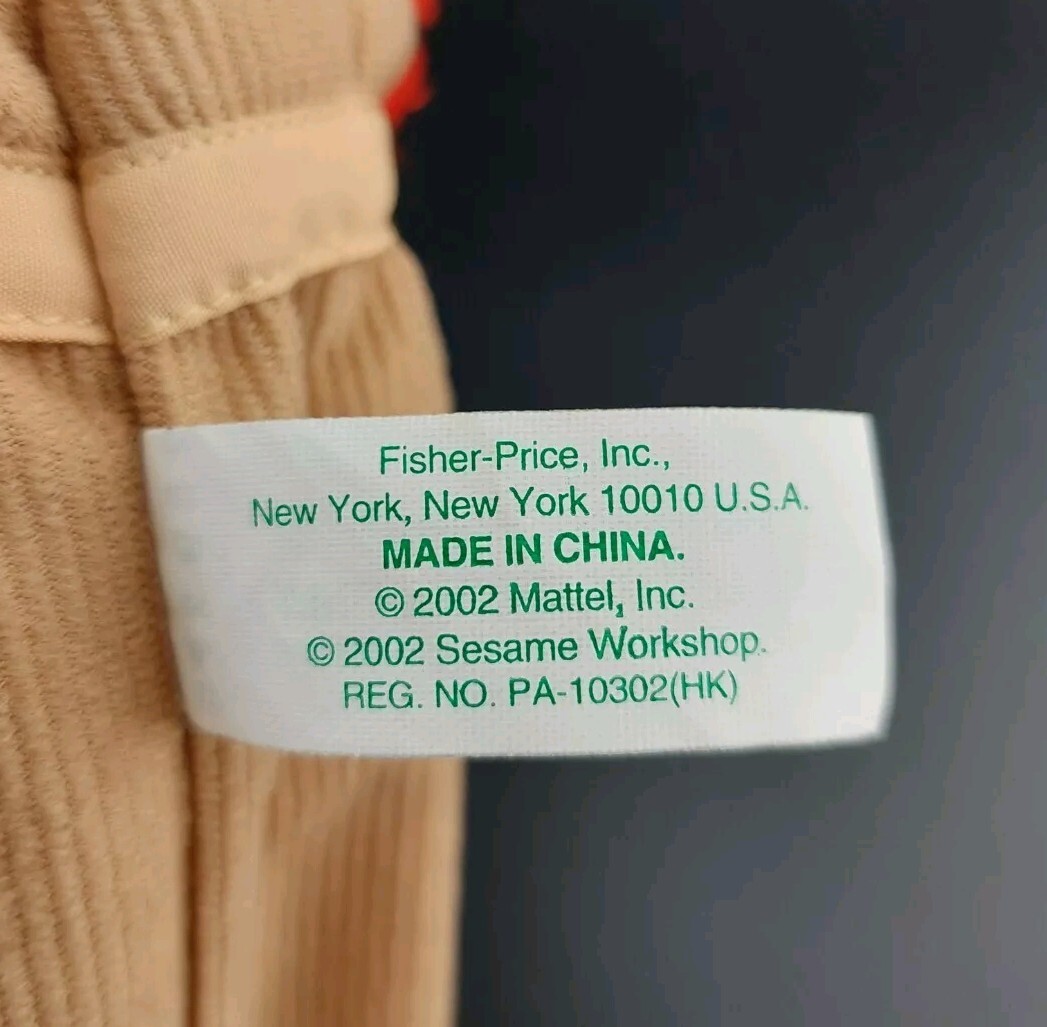 Fisher-Price, Inc.,
New York, New York 10010 U.S.A.
MADE IN CHINA.
© 2002 Mattel, Inc.
© 2002 Sesame Workshop.
REG. NO. PA-10302(HK)